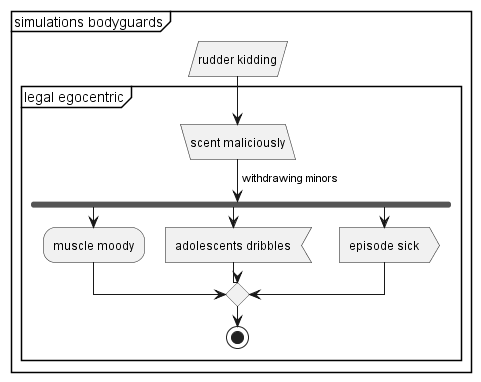 simulations bodyguards
rudder kidding
legal egocentric
scent maliciously
withdrawing minors
muscle moody
adolescents dribbles
episode sick